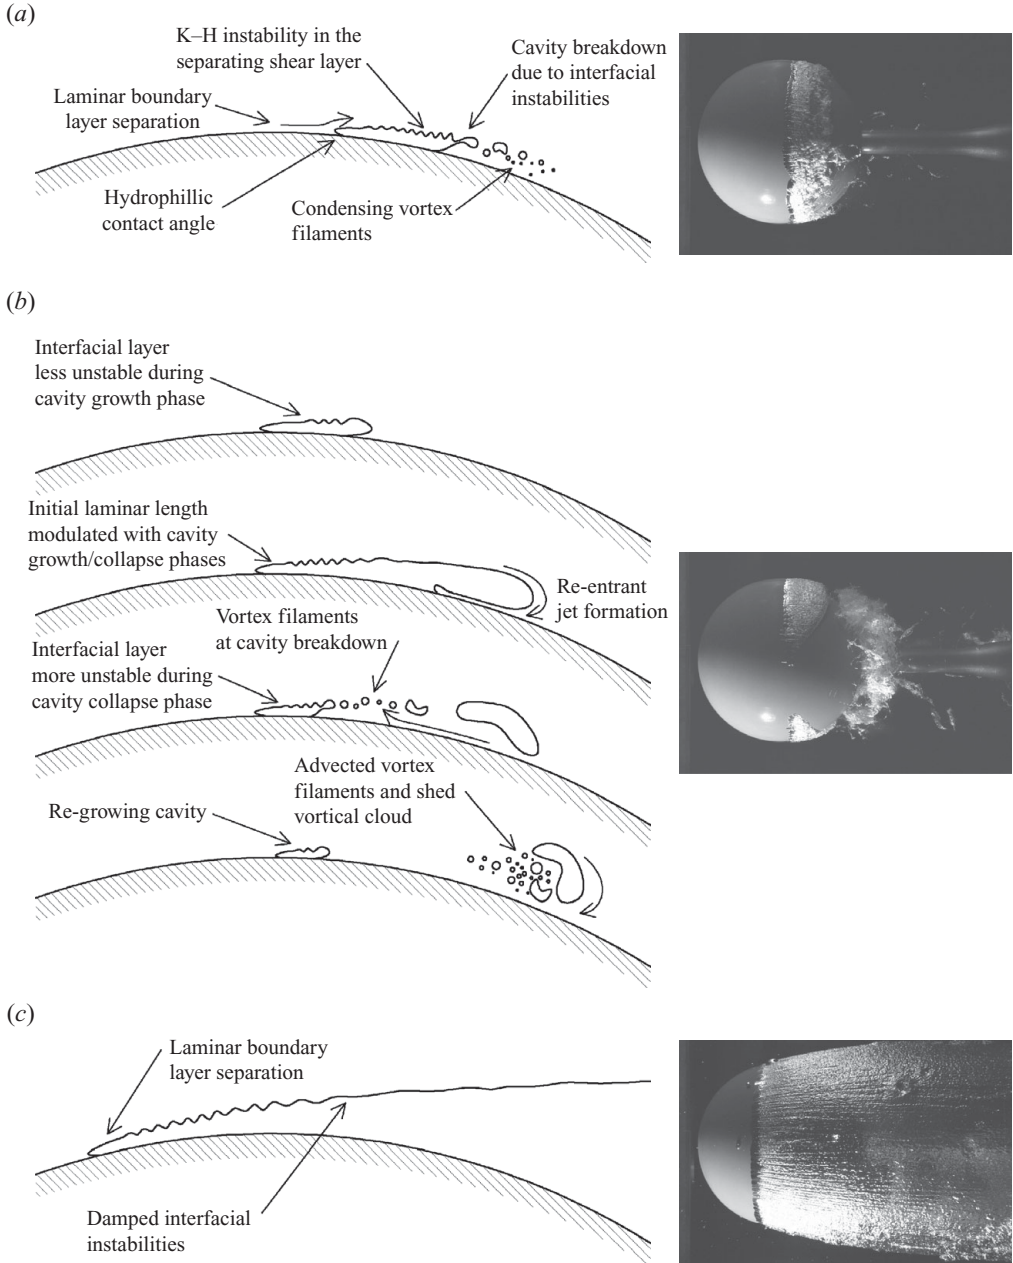 (a)
K–H instability in the
separating shear layer
Cavity breakdown
due to interfacial
instabilities
Laminar boundary
layer separation
Hydrophillic
contact angle
Condensing vortex
filaments
(b)
Interfacial layer
less unstable during
cavity growth phase
Initial laminar length
modulated with cavity
growth/collapse phases
Re-entrant
jet formation
Vortex filaments
at cavity breakdown
Interfacial layer
more unstable during
cavity collapse phase
Advected vortex
filaments and shed
vortical cloud
Re-growing cavity
(c)
Laminar boundary
layer separation
Damped interfacial
instabilities